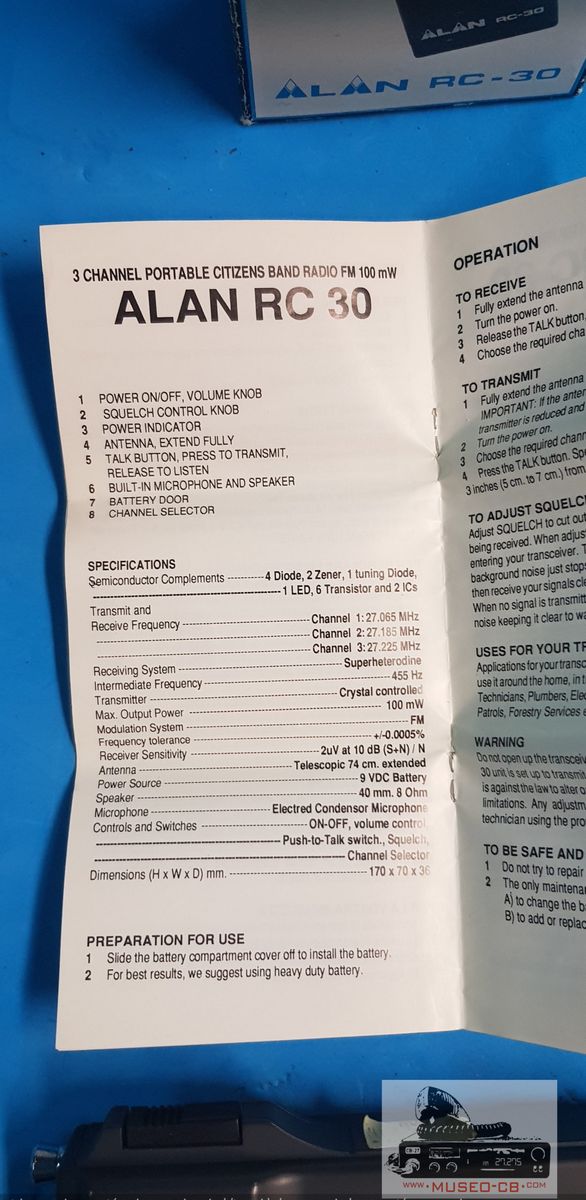 ALAN RC-30
ALAN RC-30
3 CHANNEL PORTABLE CITIZENS BAND RADIO FM 100 mW
ALAN RC 30
1 POWER ON/OFF, VOLUME KNOB
2 SQUELCH CONTROL KNOB
3 POWER INDICATOR
4 ANTENNA, EXTEND FULLY
5 TALK BUTTON, PRESS TO TRANSMIT,
RELEASE TO LISTEN
6 BUILT-IN MICROPHONE AND SPEAKER
7 BATTERY DOOR
8 CHANNEL SELECTOR
SPECIFICATIONS
Semiconductor Complements ----------- 4 Diode, 2 Zener, 1 tuning Diode,
----------- 1 LED, 6 Transistor and 2 ICs
Transmit and
Receive Frequency ----------- Channel 1: 27.065 MHz
----------- Channel 2: 27.185 MHz
----------- Channel 3: 27.225 MHz
Receiving System ----------- Superheterodine
Intermediate Frequency ----------- 455 Hz
Transmitter ----------- Crystal controlled
Max. Output Power ----------- 100 mW
Modulation System ----------- FM
Frequency tolerance ----------- +/-0.0005%
Receiver Sensitivity ----------- 2uV at 10 dB (S+N) / N
Antenna ----------- Telescopic 74 cm. extended
Power Source ----------- 9 VDC Battery
Speaker ----------- 40 mm. 8 Ohm
Microphone ----------- Electred Condensor Microphone
Controls and Switches ----------- ON-OFF, volume control,
----------- Push-to-Talk switch., Squelch,
----------- Channel Selector
Dimensions (H x W x D) mm. ----------- 170 x 70 x 36
PREPARATION FOR USE
1 Slide the battery compartment cover off to install the battery.
2 For best results, we suggest using heavy duty battery.
OPERATION
TO RECEIVE
1 Fully extend the antenna
2 Turn the power on.
3 Release the TALK button,
4 Choose the required cha
TO TRANSMIT
1 Fully extend the antenna
IMPORTANT: If the anter
transmitter is reduced and
2 Turn the power on.
3 Choose the required chann
4 Press the TALK button. Spe
3 inches (5 cm. to 7 cm.) from
TO ADJUST SQUELC
Adjust SQUELCH to cut out
being received. When adjust
entering your transceiver. T
background noise just stops
then receive your signals cle
When no signal is transmitt
noise keeping it clear to wa
USES FOR YOUR TR
Applications for your transc
use it around the home, in t
Technicians, Plumbers, Elec
Patrols, Forestry Services e
WARNING
Do not open up the transceiv
30 unit is set up to transmit
is against the law to alter o
limitations. Any adjustm
technician using the pro
TO BE SAFE AND
1 Do not try to repair
2 The only maintena
A) to change the b
B) to add or replac
27.275
WWW.MUSEO-CB.COM